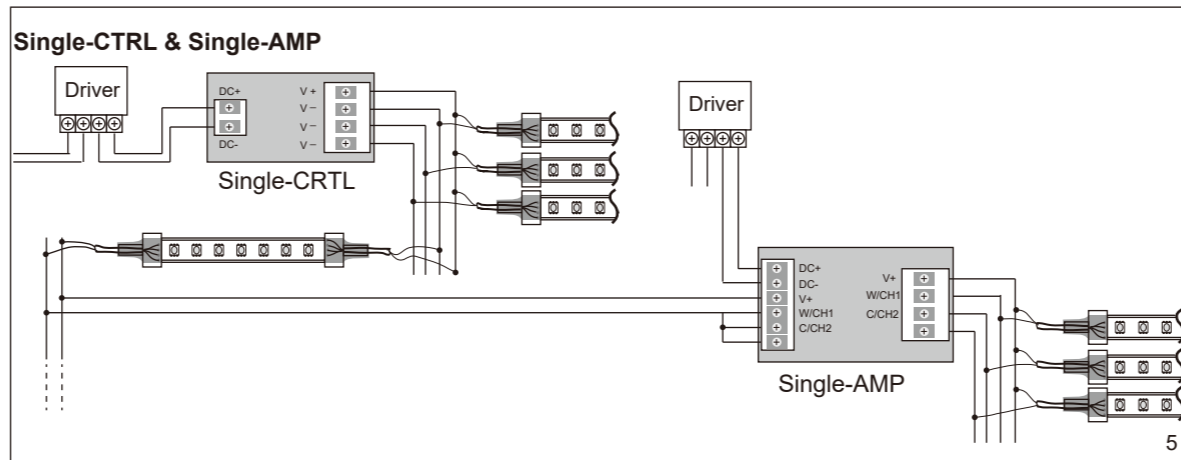 Single-CTRL & Single-AMP
Driver
DC+
DC-
V +
V –
V –
V –
Single-CRTL
Driver
DC+
DC-
V+
W/CH1
C/CH2
V+
W/CH1
C/CH2
Single-AMP
5